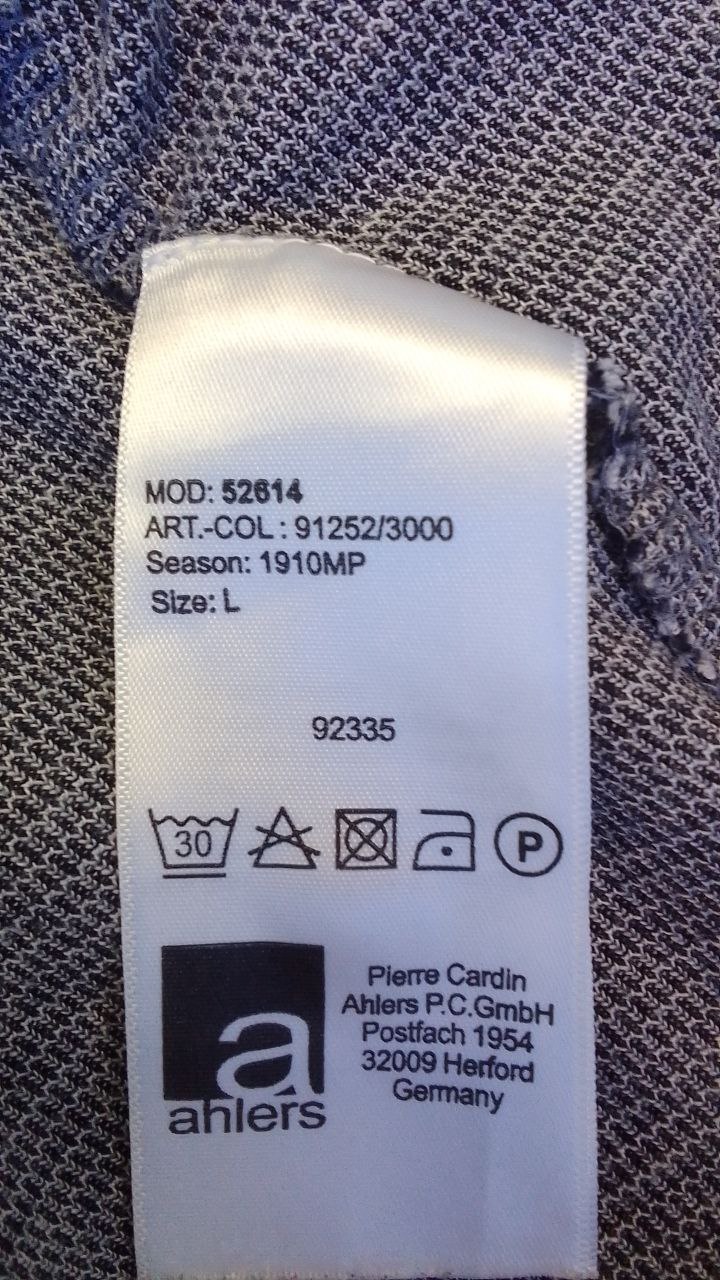 MOD: 52614
ART.-COL : 91252/3000
Season: 1910MP
Size: L
92335
30
P
a
ahlers
Pierre Cardin
Ahlers P.C.GmbH
Postfach 1954
32009 Herford
Germany